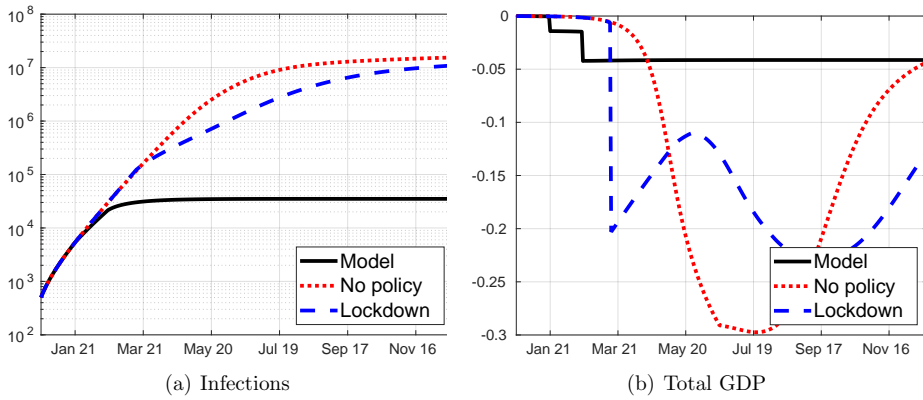 10^8
10^7
10^6
10^5
10^4
10^3
10^2
Jan 21 Mar 21 May 20 Jul 19 Sep 17 Nov 16
Model
No policy
Lockdown
(a) Infections
0
-0.05
-0.1
-0.15
-0.2
-0.25
-0.3
Jan 21 Mar 21 May 20 Jul 19 Sep 17 Nov 16
Model
No policy
Lockdown
(b) Total GDP